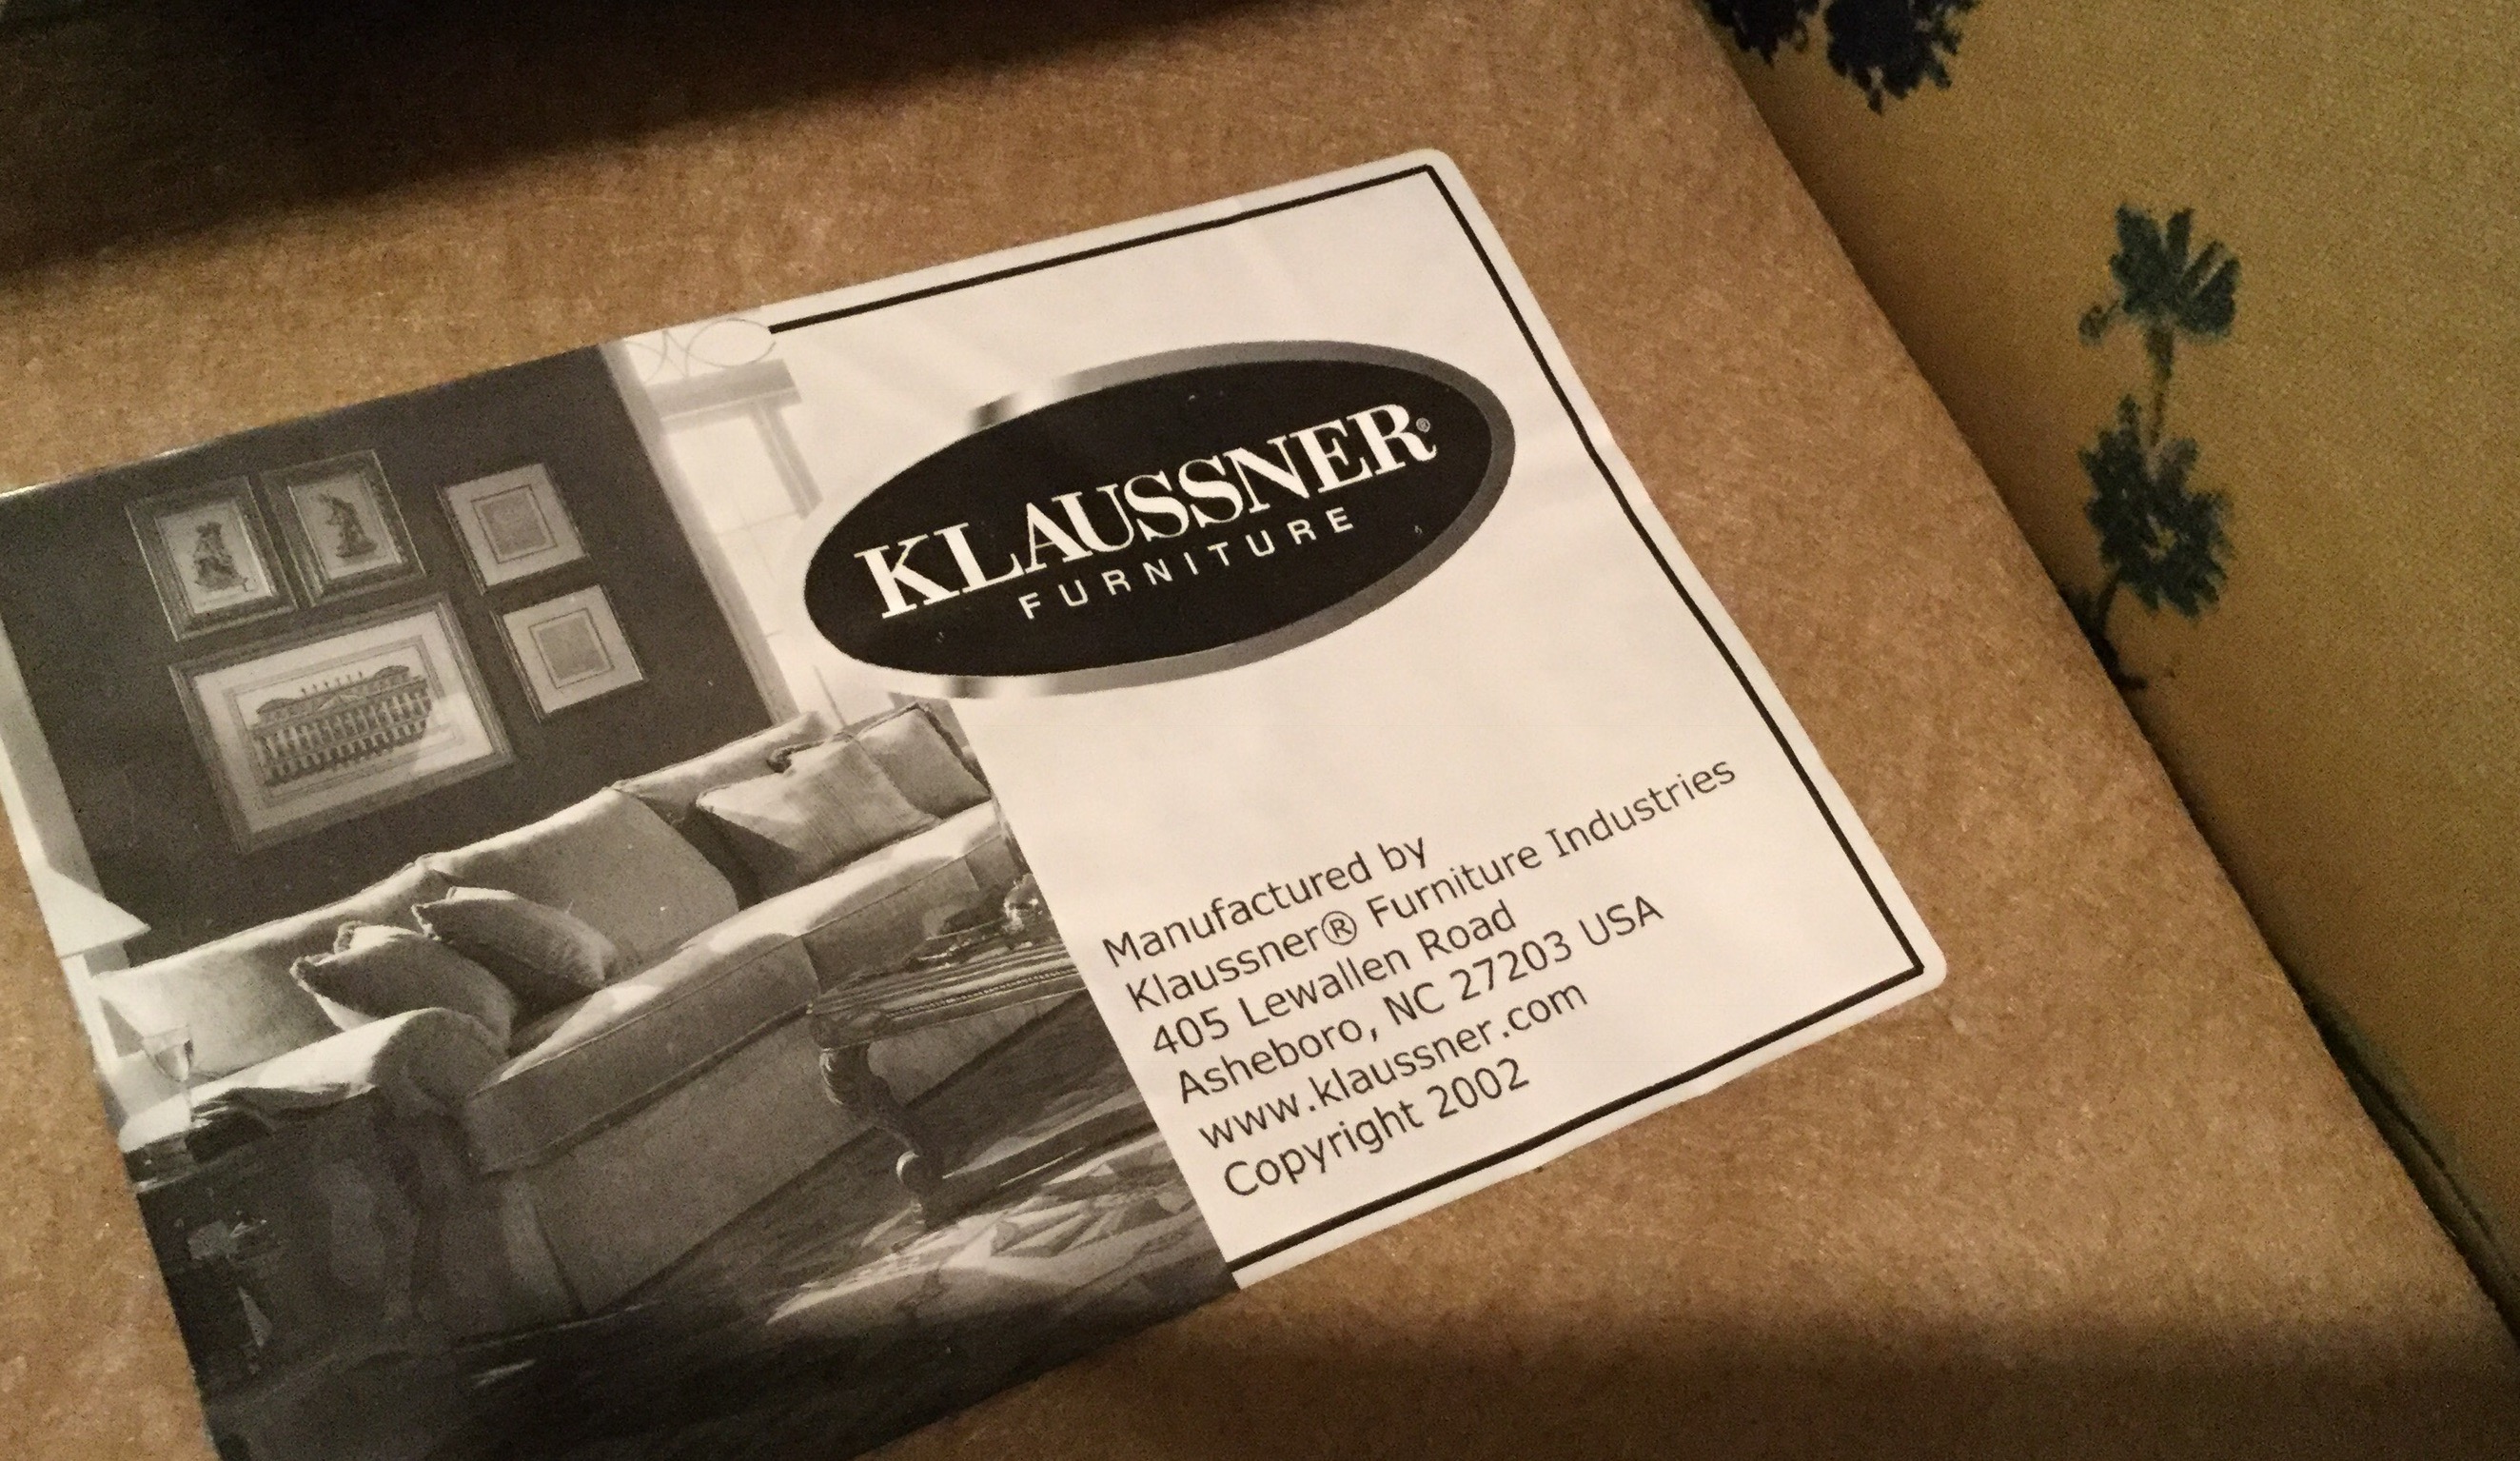 KLAUSSNER®
FURNITURE
Manufactured by
Klaussner® Furniture Industries
405 Lewallen Road
Asheboro, NC 27203 USA
www.klaussner.com
Copyright 2002